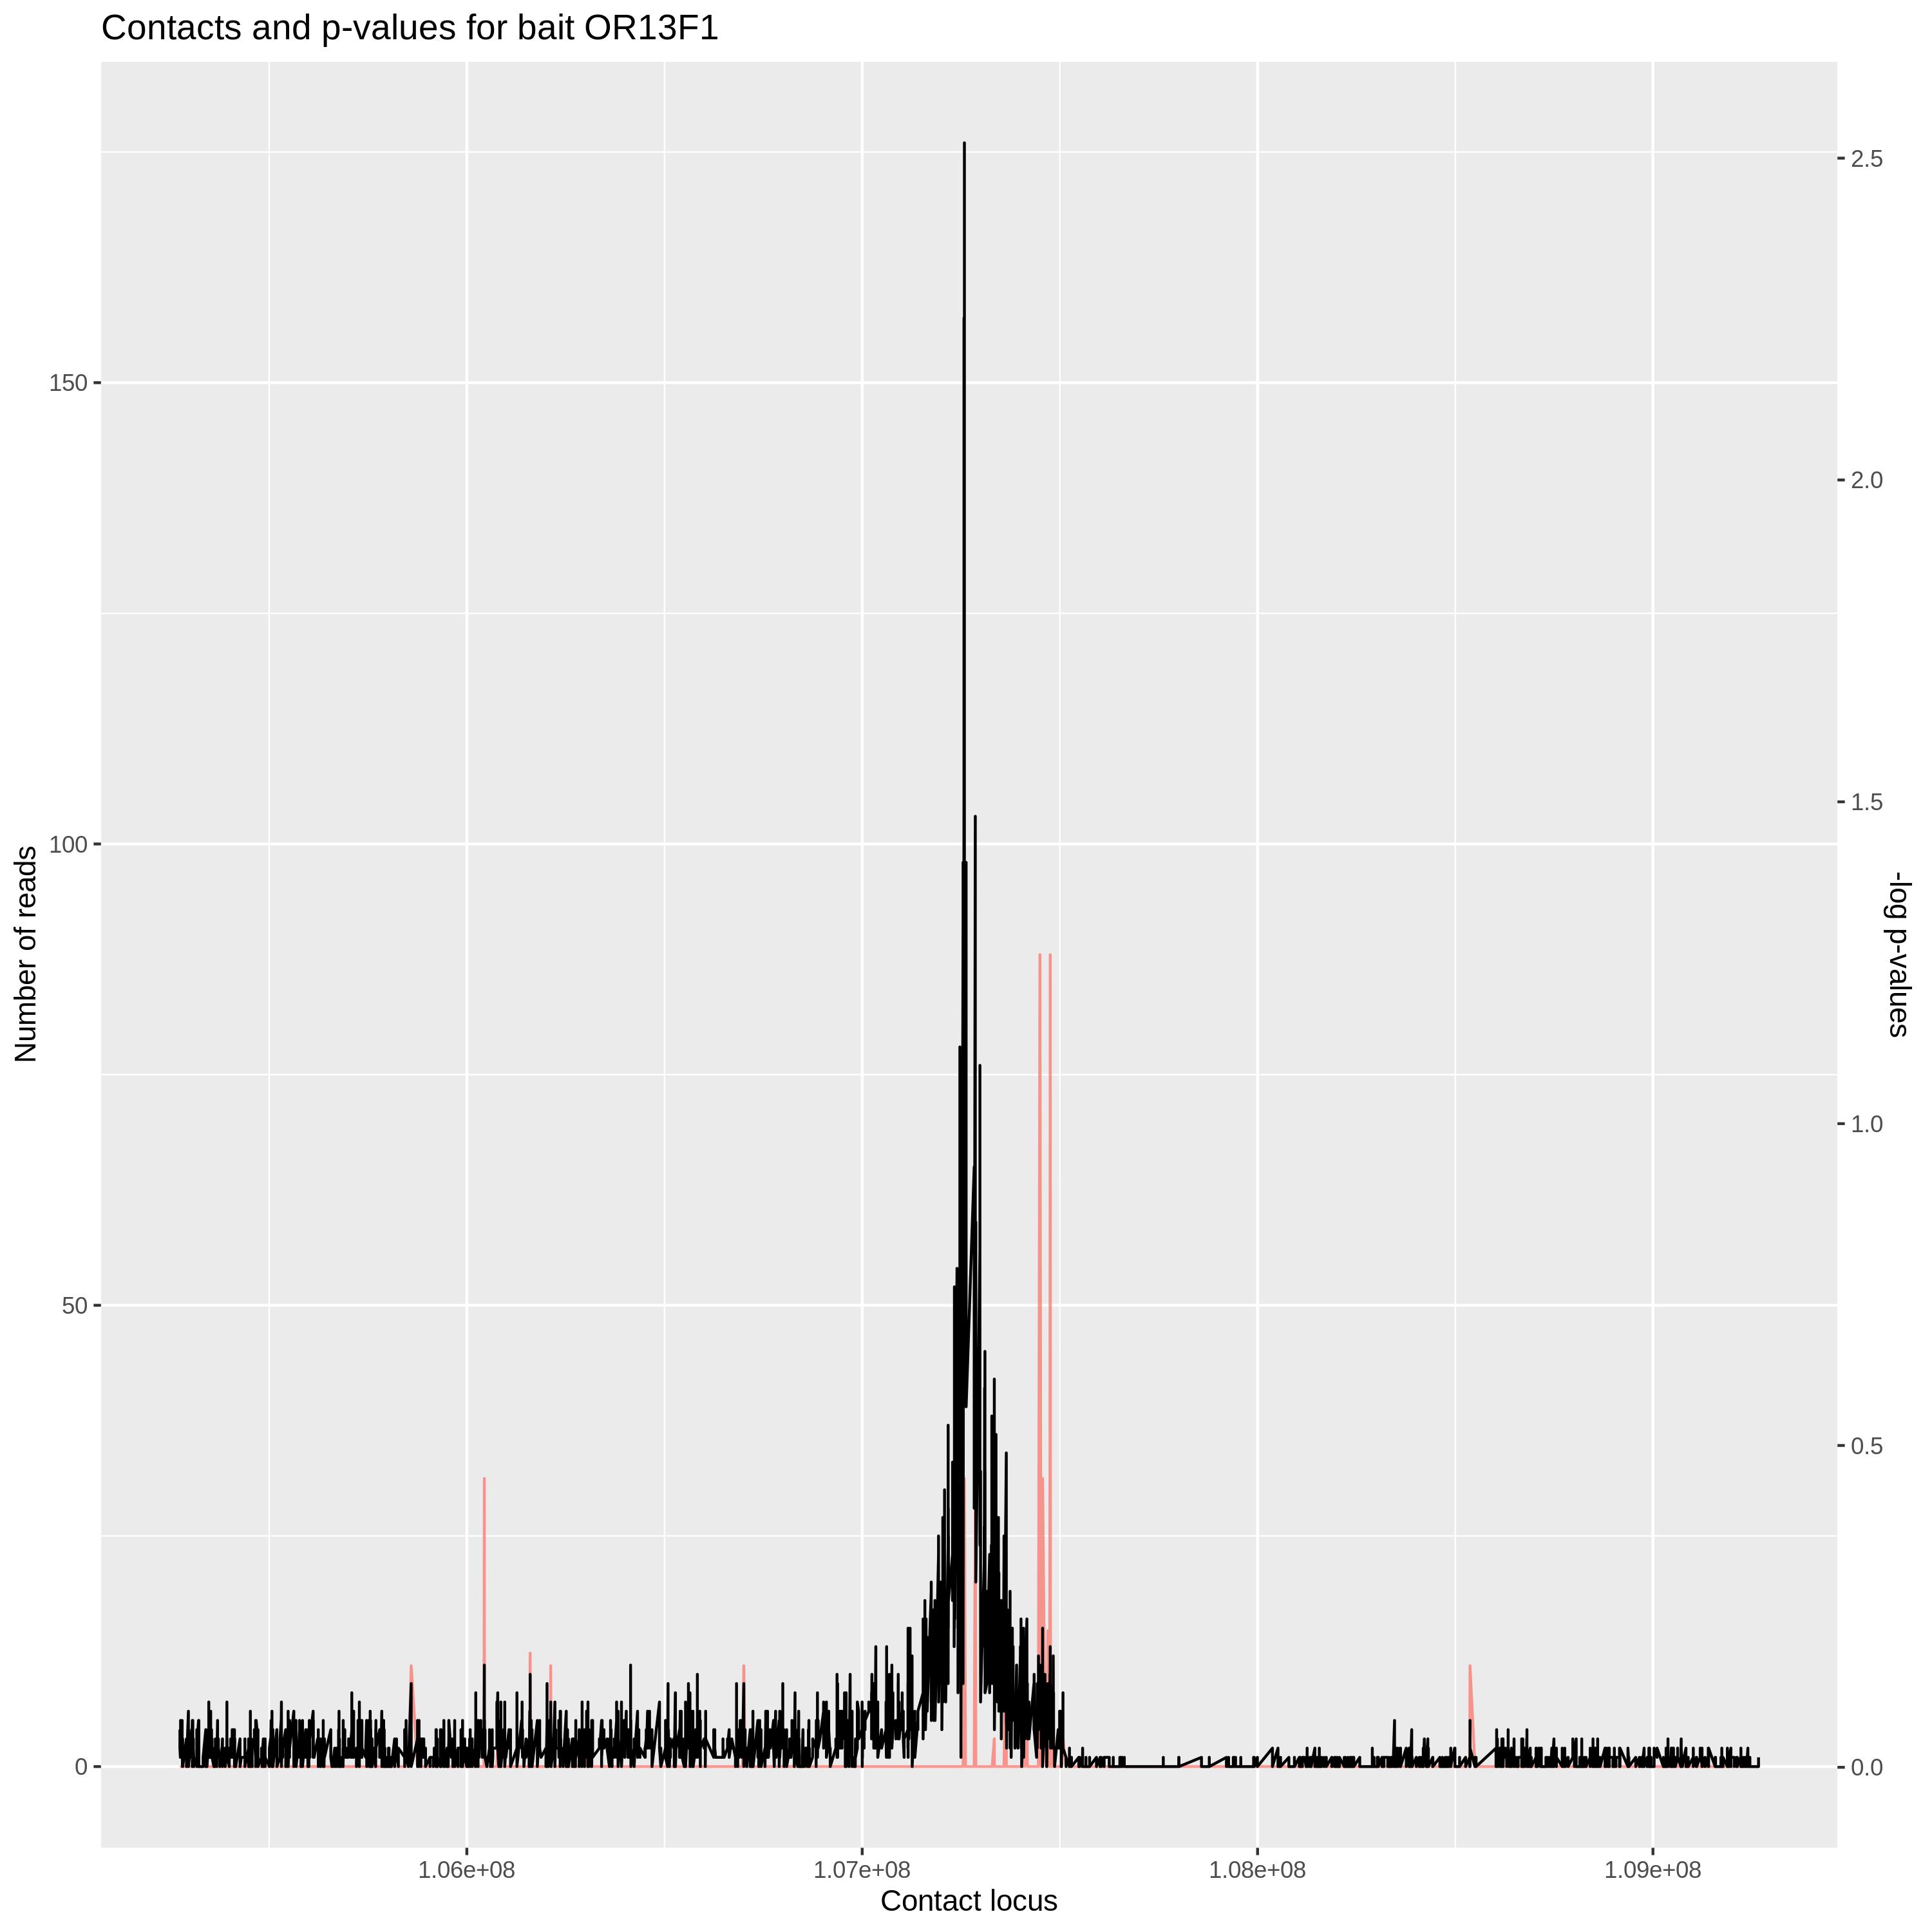 Contacts and p-values for bait OR13F1
Number of reads
150
100
50
0
2.5
2.0
1.5
1.0
0.5
0.0
-log p-values
1.06e+08 1.07e+08 1.08e+08 1.09e+08
Contact locus